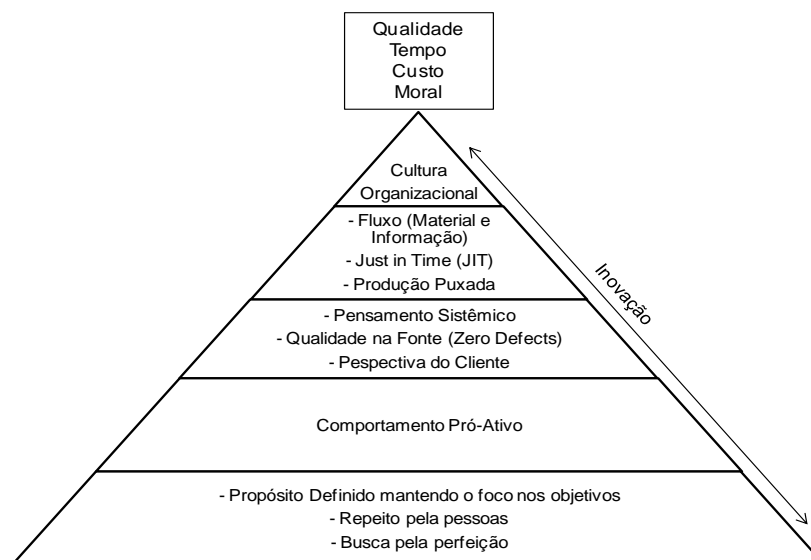 Qualidade
Tempo
Custo
Moral
Cultura
Organizacional
- Fluxo (Material e
Informação)
- Just in Time (JIT)
- Produção Puxada
Inovação
- Pensamento Sistêmico
- Qualidade na Fonte (Zero Defects)
- Pespectiva do Cliente
Comportamento Pró-Ativo
- Propósito Definido mantendo o foco nos objetivos
- Repeito pela pessoas
- Busca pela perfeição